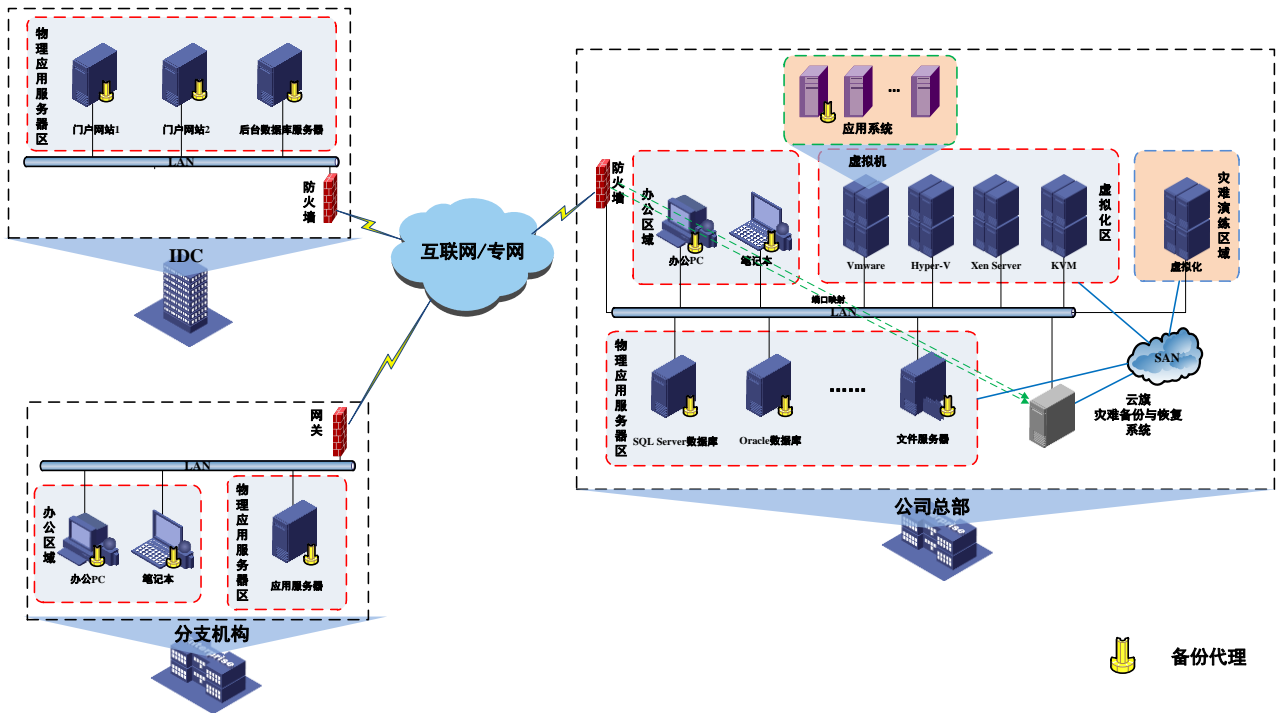 物理应用服务器区
门户网站1
门户网站2
后台数据库服务器
LAN
防火墙
IDC
互联网/专网
网关
LAN
办公区域
办公PC
笔记本
物理应用服务器区
应用服务器
分支机构
enterprise
应用系统
...
防火墙
办公区域
办公PC
笔记本
虚拟机
Vmware
Hyper-V
Xen Server
KVM
虚拟化区
灾难演练区域
虚拟化
端口映射
LAN
物理应用服务器区
SQL Server数据库
Oracle数据库
......
文件服务器
SAN
云旗
灾难备份与恢复
系统
公司总部
enterprise
备份代理